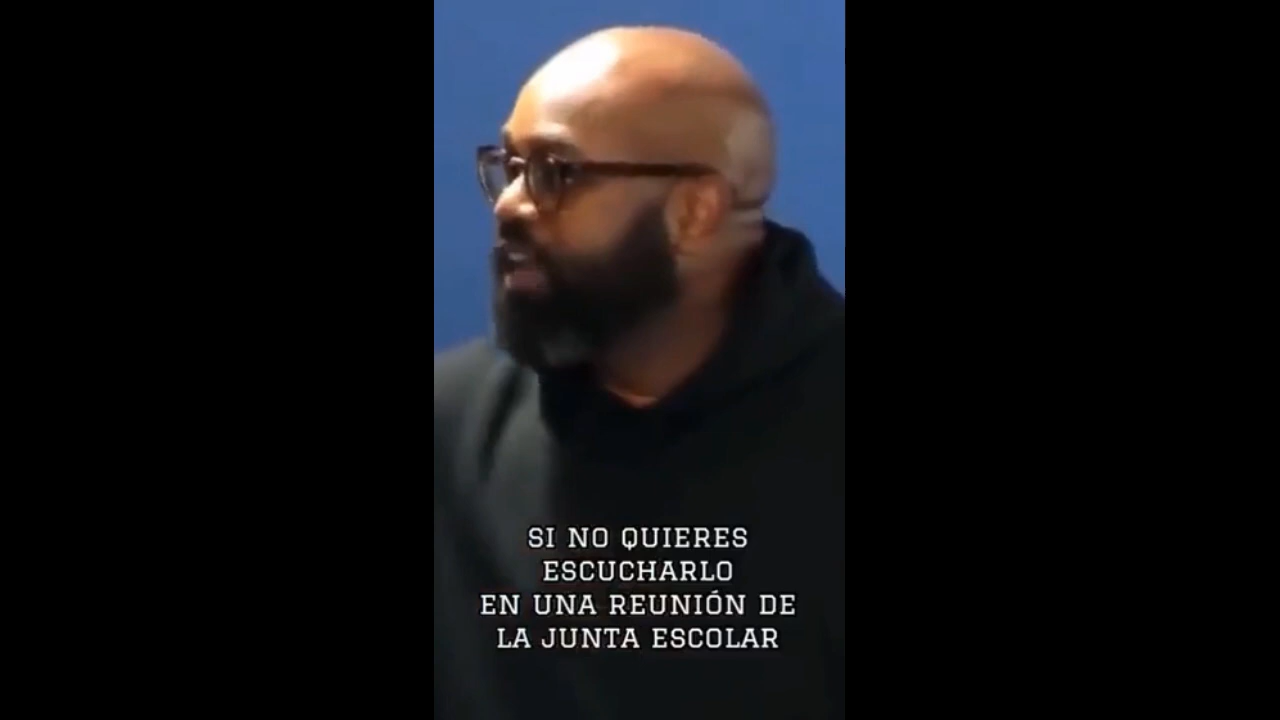 SI NO QUIERES
ESCUCHARLO
EN UNA REUNIÓN DE
LA JUNTA ESCOLAR